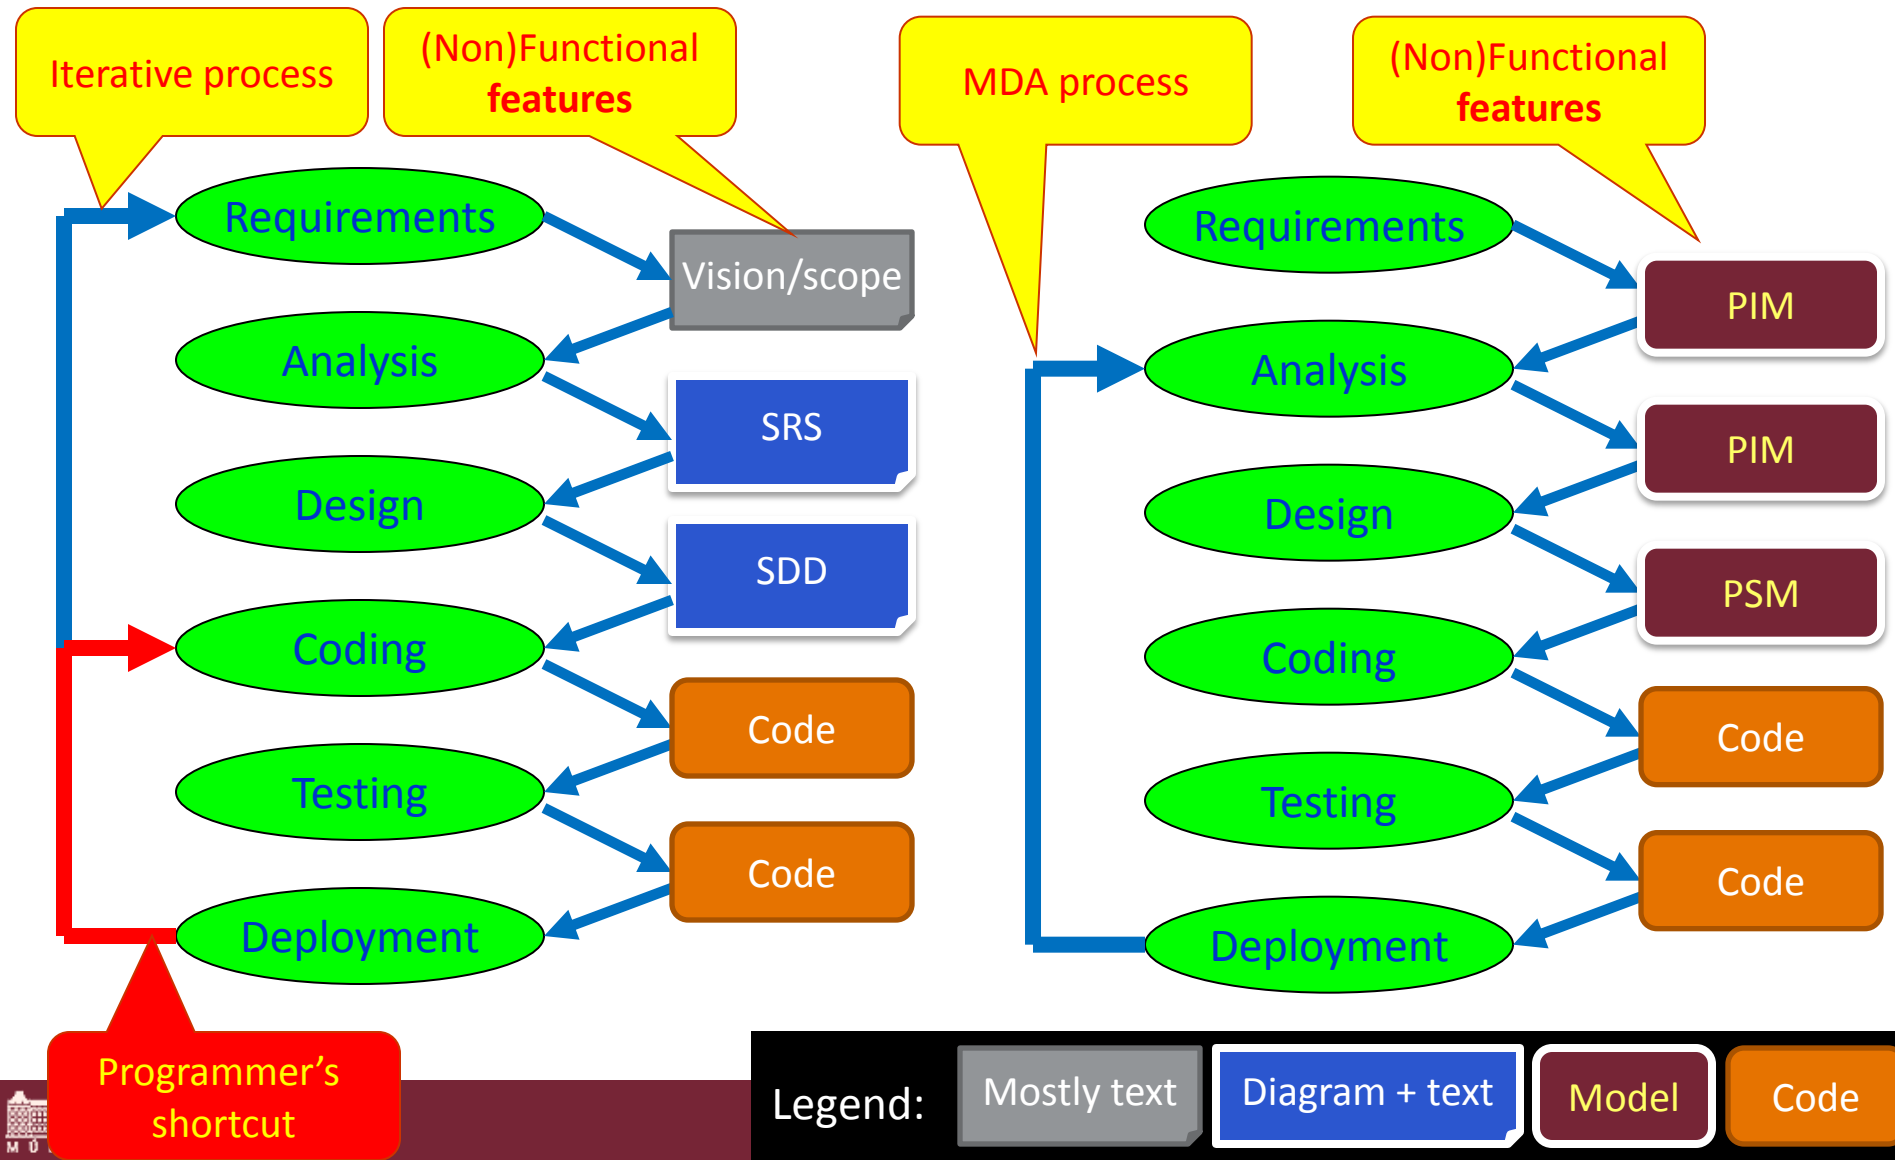 Iterative process
(Non)Functional
features
Requirements
Vision/scope
Analysis
SRS
Design
SDD
Coding
Code
Testing
Code
Deployment
Programmer’s
shortcut
MDA process
(Non)Functional
features
Requirements
PIM
Analysis
PIM
Design
PSM
Coding
Code
Testing
Code
Deployment
Legend:
Mostly text
Diagram + text
Model
Code